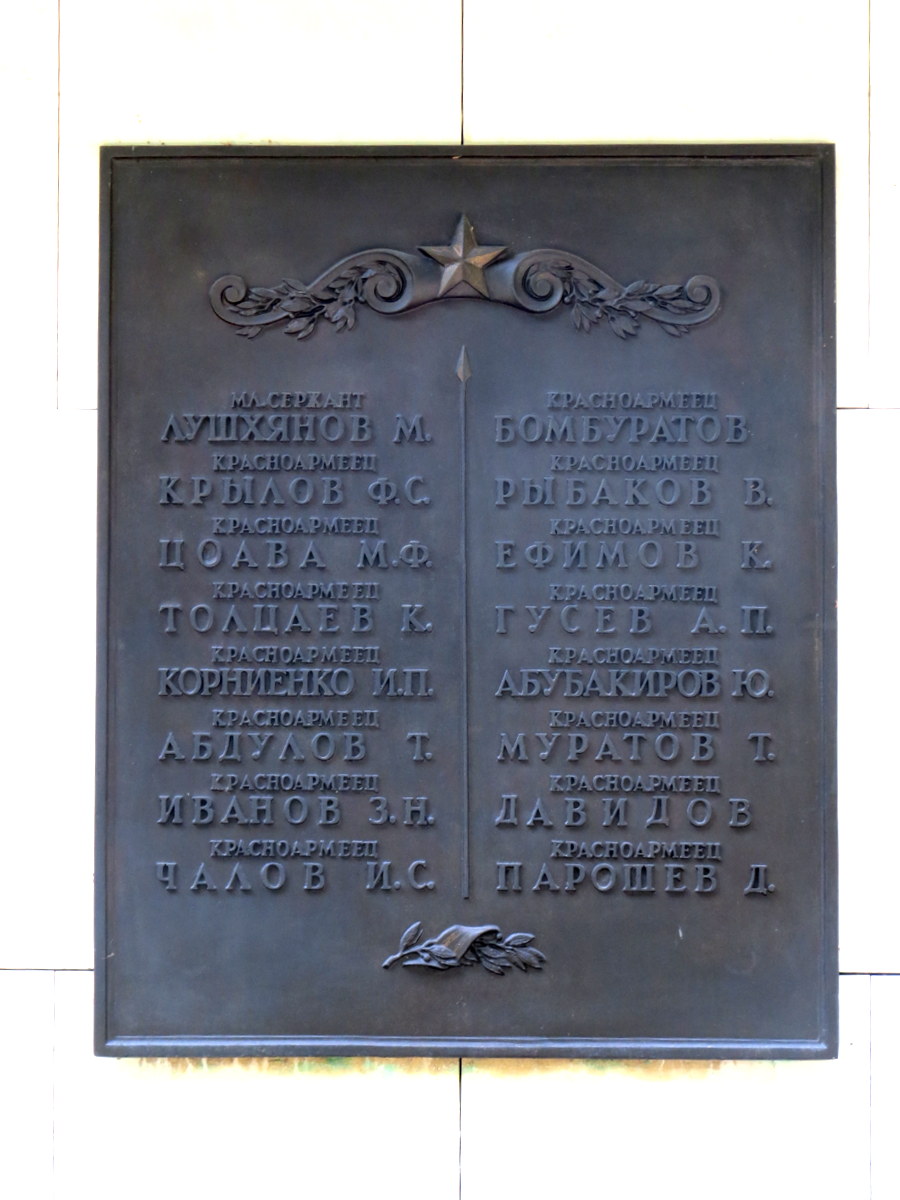 МЛ. СЕРЖАНТ
ЛУШХЯНОВ М.
КРАСНОАРМЕЕЦ
КРЫЛОВ Ф.С.
КРАСНОАРМЕЕЦ
ЦОАВА М.Ф.
КРАСНОАРМЕЕЦ
ТОЛЦАЕВ К.
КРАСНОАРМЕЕЦ
КОРНИЕНКО И.П.
КРАСНОАРМЕЕЦ
АБДУЛОВ Т.
КРАСНОАРМЕЕЦ
ИВАНОВ З.Н.
КРАСНОАРМЕЕЦ
ЧАЛОВ И.С.
КРАСНОАРМЕЕЦ
БОМБУРАТОВ
КРАСНОАРМЕЕЦ
РЫБАКОВ В.
КРАСНОАРМЕЕЦ
ЕФИМОВ К.
КРАСНОАРМЕЕЦ
ГУСЕВ А.П.
КРАСНОАРМЕЕЦ
АБУБАКИРОВ Ю.
КРАСНОАРМЕЕЦ
МУРАТОВ Т.
КРАСНОАРМЕЕЦ
ДАВИДОВ
КРАСНОАРМЕЕЦ
ПАРОШЕВ Д.